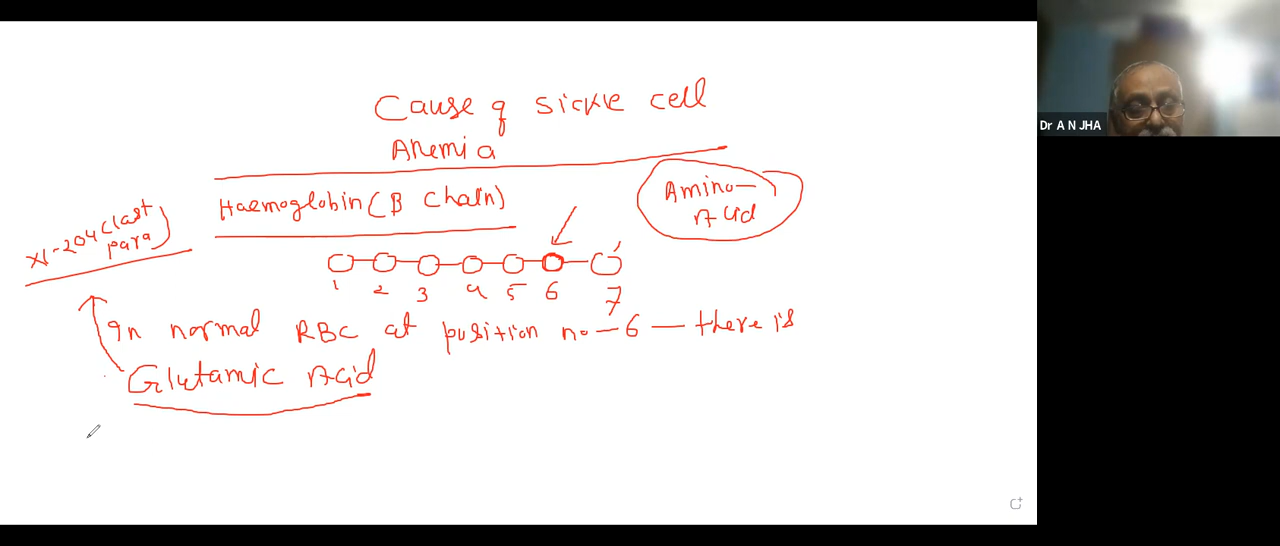 Cause of Sickle cell
Anemia
Haemoglobin (B Chain)
Amino-
Acid
XI-204 (last
para)
1 2 3 4 5 6 7
In normal RBC at position no-6 — there is
Glutamic Acid
Dr A N JHA